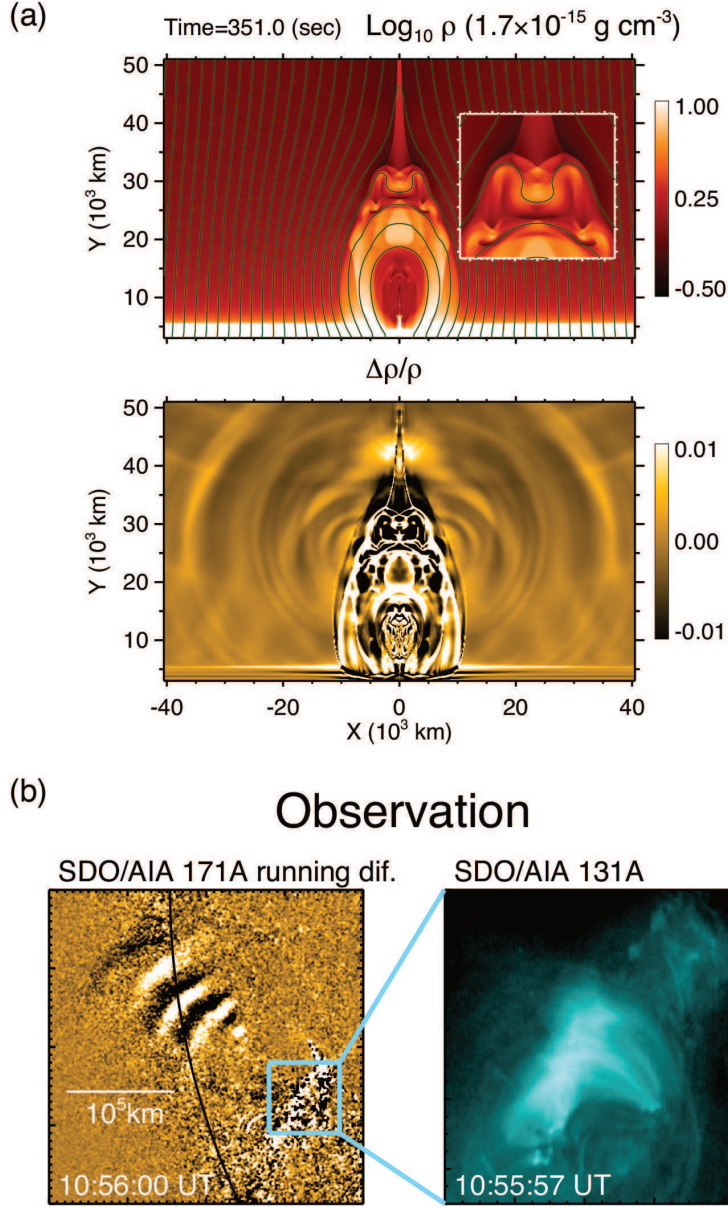 (a)
Time=351.0 (sec) Log₁₀ ρ (1.7×10⁻¹⁵ g cm⁻³)
50
40
30
20
10
Y (10³ km)
1.00
0.25
-0.50
Δρ/ρ
50
40
30
20
10
Y (10³ km)
0.01
0.00
-0.01
-40 -20 0 20 40
X (10³ km)
(b)
Observation
SDO/AIA 171A running dif. SDO/AIA 131A
10⁵km
10:56:00 UT 10:55:57 UT